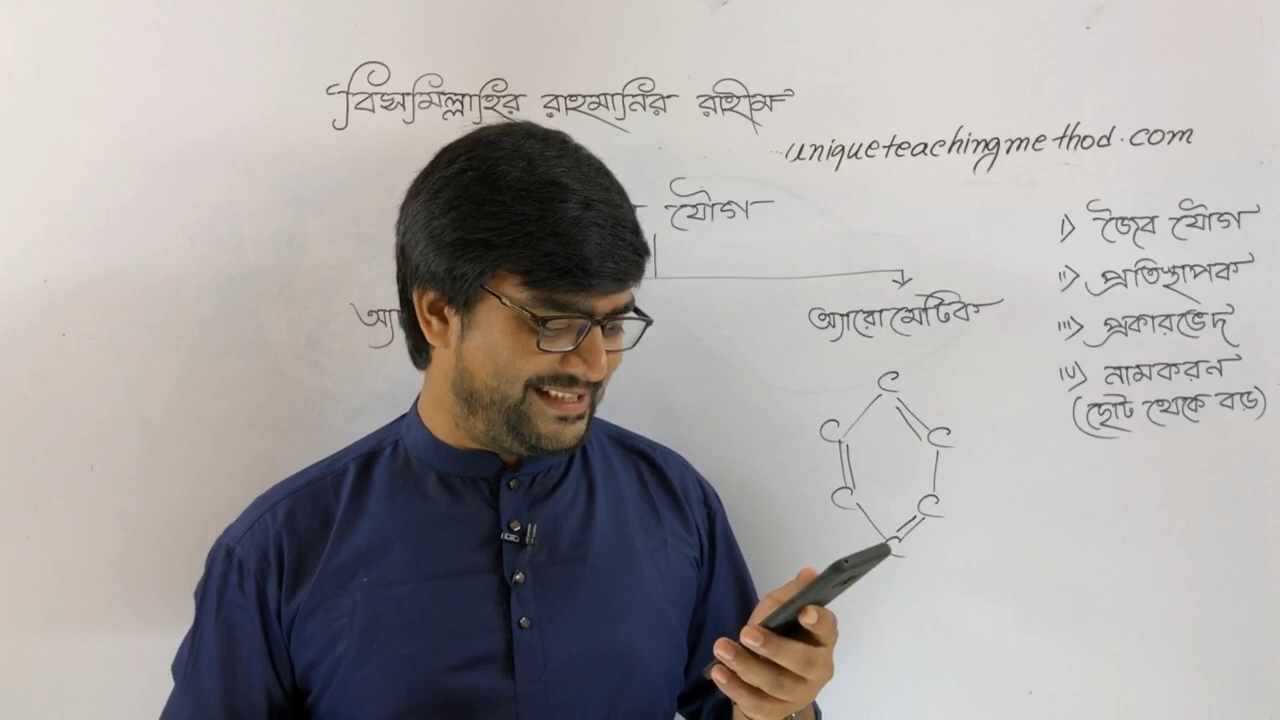 বিসমিল্লাহির রাহমানির রাহীম
uniqueteachingmethod.com
যৌগ
অ্যা
অ্যারোমেটিক
C
C C
C C
C
i) জৈব যৌগ
ii) প্রতিস্থাপক
iii) প্রকারভেদ
iv) নামকরন
(ছোট থেকে বড়)